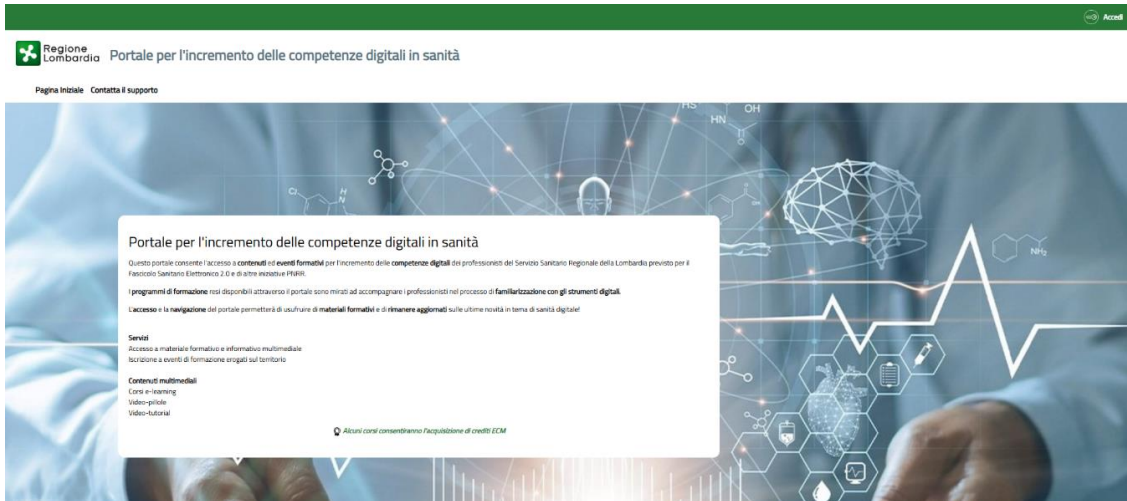 Accedi
Regione
Lombardia
Portale per l'incremento delle competenze digitali in sanità
Pagina Iniziale Contatta il supporto
HS
OH
HN
Cl
H
N
NH₂
Portale per l'incremento delle competenze digitali in sanità
Questo portale consente l'accesso a contenuti ed eventi formativi per l'incremento delle competenze digitali dei professionisti del Servizio Sanitario Regionale della Lombardia previsto per il
Fascicolo Sanitario Elettronico 2.0 e di altre iniziative PNRR.
I programmi di formazione resi disponibili attraverso il portale sono mirati ad accompagnare i professionisti nel processo di familiarizzazione con gli strumenti digitali.
L'accesso e la navigazione del portale permetterà di usufruire di materiali formativi e di rimanere aggiornati sulle ultime novità in tema di sanità digitale!
Servizi
Accesso a materiale formativo e informativo multimediale
Iscrizione a eventi di formazione erogati sul territorio
Contenuti multimediali
Corsi e-learning
Video-pillole
Video-tutorial
Alcuni corsi consentiranno l'acquisizione di crediti ECM